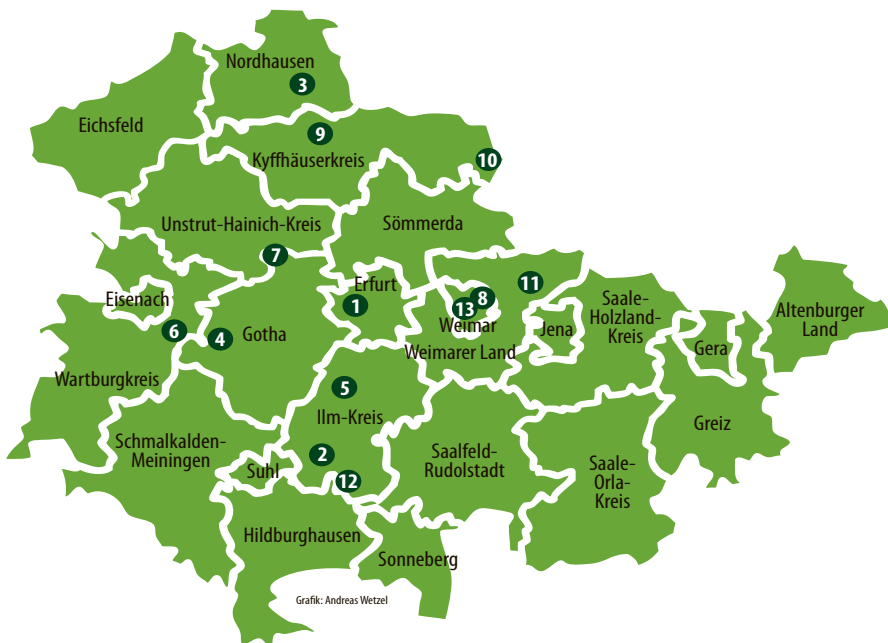 Nordhausen
3
Eichsfeld
9
Kyffhäuserkreis
10
Unstrut-Hainich-Kreis
Sömmerda
7
Eisenach
Erfurt
11
8
1
13
Saale-
Holzland-
Kreis
Altenburger
Land
6
4
Gotha
Weimar
Jena
Gera
Weimarer Land
Wartburgkreis
5
Ilm-Kreis
Greiz
Schmalkalden-
Meiningen
2
Suhl
12
Saalfeld-
Rudolstadt
Saale-
Orla-
Kreis
Hildburghausen
Sonneberg
Grafik: Andreas Wetzel